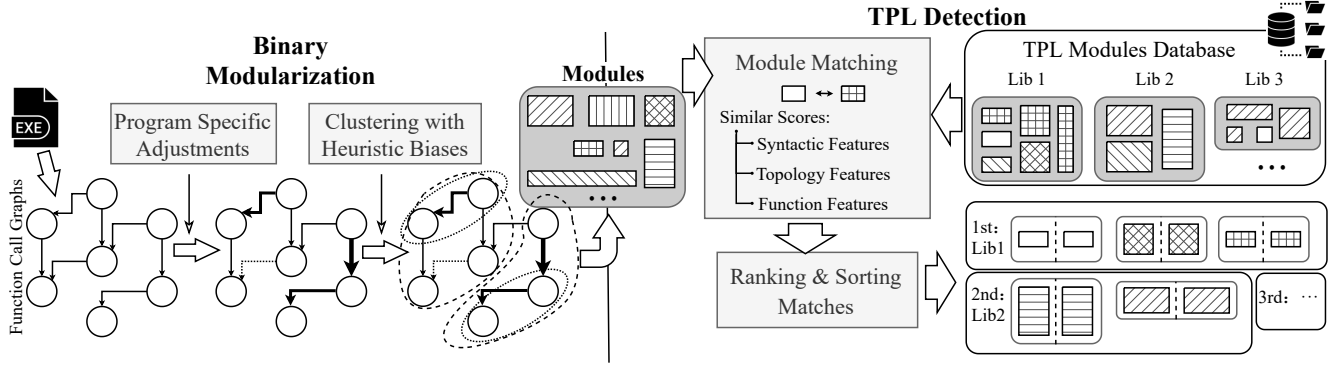 Binary
Modularization
EXE
Function Call Graphs
Program Specific
Adjustments
Clustering with
Heuristic Biases
Modules
...
TPL Detection
Module Matching
Similar Scores:
Syntactic Features
Topology Features
Function Features
TPL Modules Database
Lib 1
Lib 2
Lib 3
...
Ranking & Sorting
Matches
1st:
Lib1
2nd:
Lib2
3rd: ...